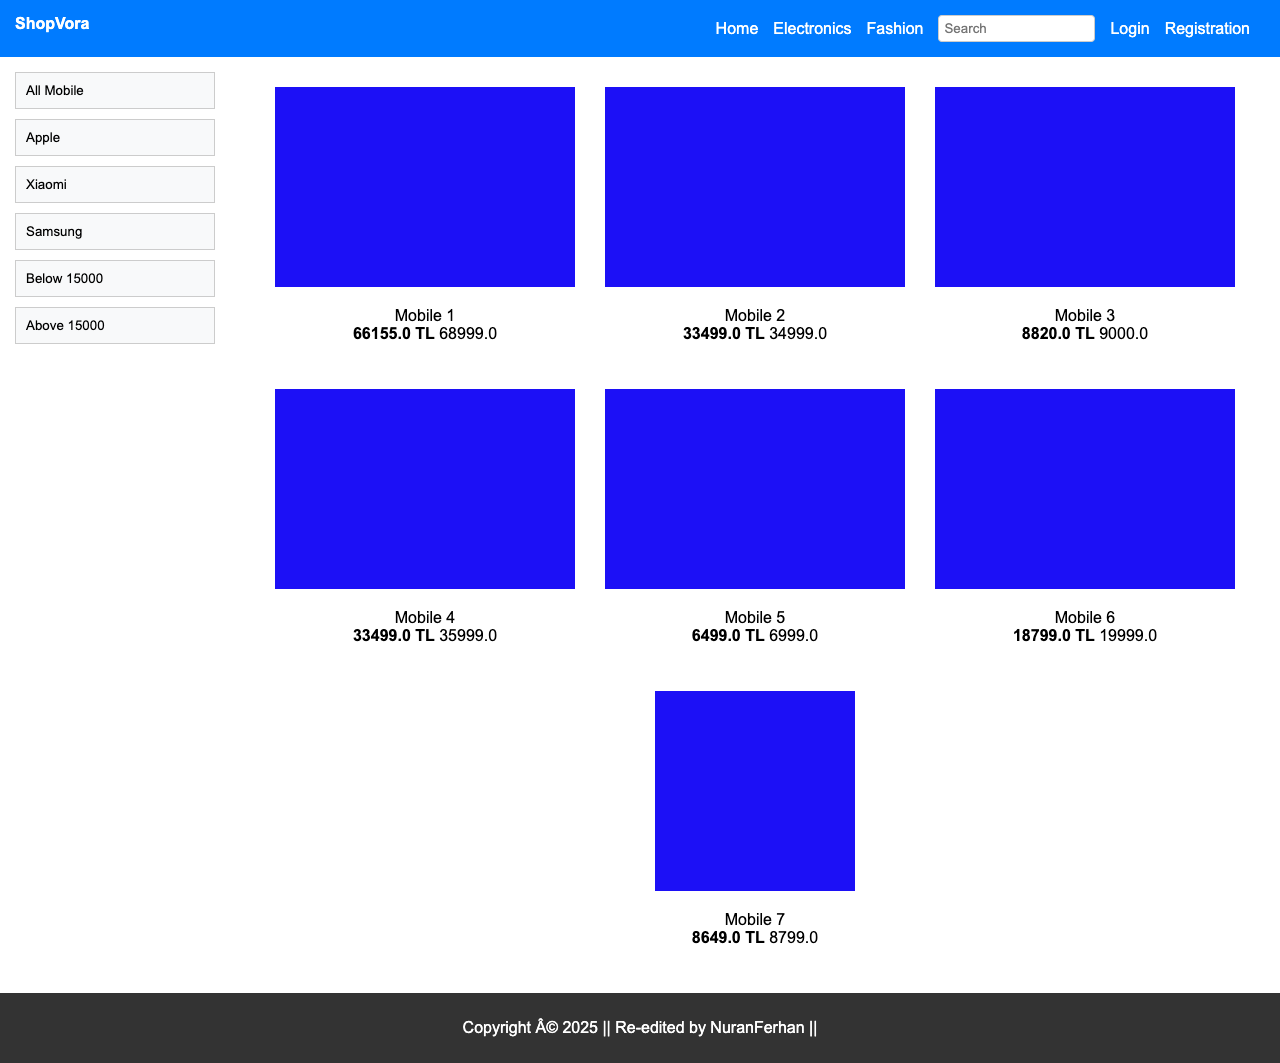 ShopVora
Home Electronics Fashion Search Login Registration
All Mobile
Apple
Xiaomi
Samsung
Below 15000
Above 15000
Mobile 1
66155.0 TL 68999.0
Mobile 2
33499.0 TL 34999.0
Mobile 3
8820.0 TL 9000.0
Mobile 4
33499.0 TL 35999.0
Mobile 5
6499.0 TL 6999.0
Mobile 6
18799.0 TL 19999.0
Mobile 7
8649.0 TL 8799.0
Copyright Â© 2025 || Re-edited by NuranFerhan ||